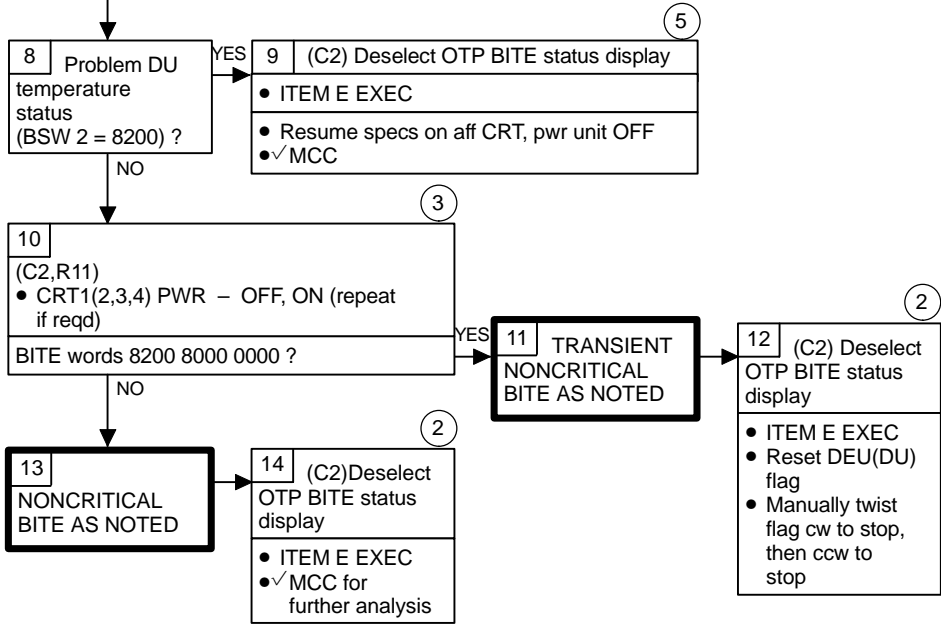 5
8 Problem DU
temperature
status
(BSW 2 = 8200) ?
YES
9 (C2) Deselect OTP BITE status display
• ITEM E EXEC
• Resume specs on aff CRT, pwr unit OFF
•√MCC
NO
3
10
(C2,R11)
• CRT1(2,3,4) PWR – OFF, ON (repeat
if reqd)
BITE words 8200 8000 0000 ?
YES
11 TRANSIENT
NONCRITICAL
BITE AS NOTED
2
12 (C2) Deselect
OTP BITE status
display
• ITEM E EXEC
• Reset DEU(DU)
flag
• Manually twist
flag cw to stop,
then ccw to
stop
NO
13
NONCRITICAL
BITE AS NOTED
2
14 (C2)Deselect
OTP BITE status
display
• ITEM E EXEC
•√MCC for
further analysis